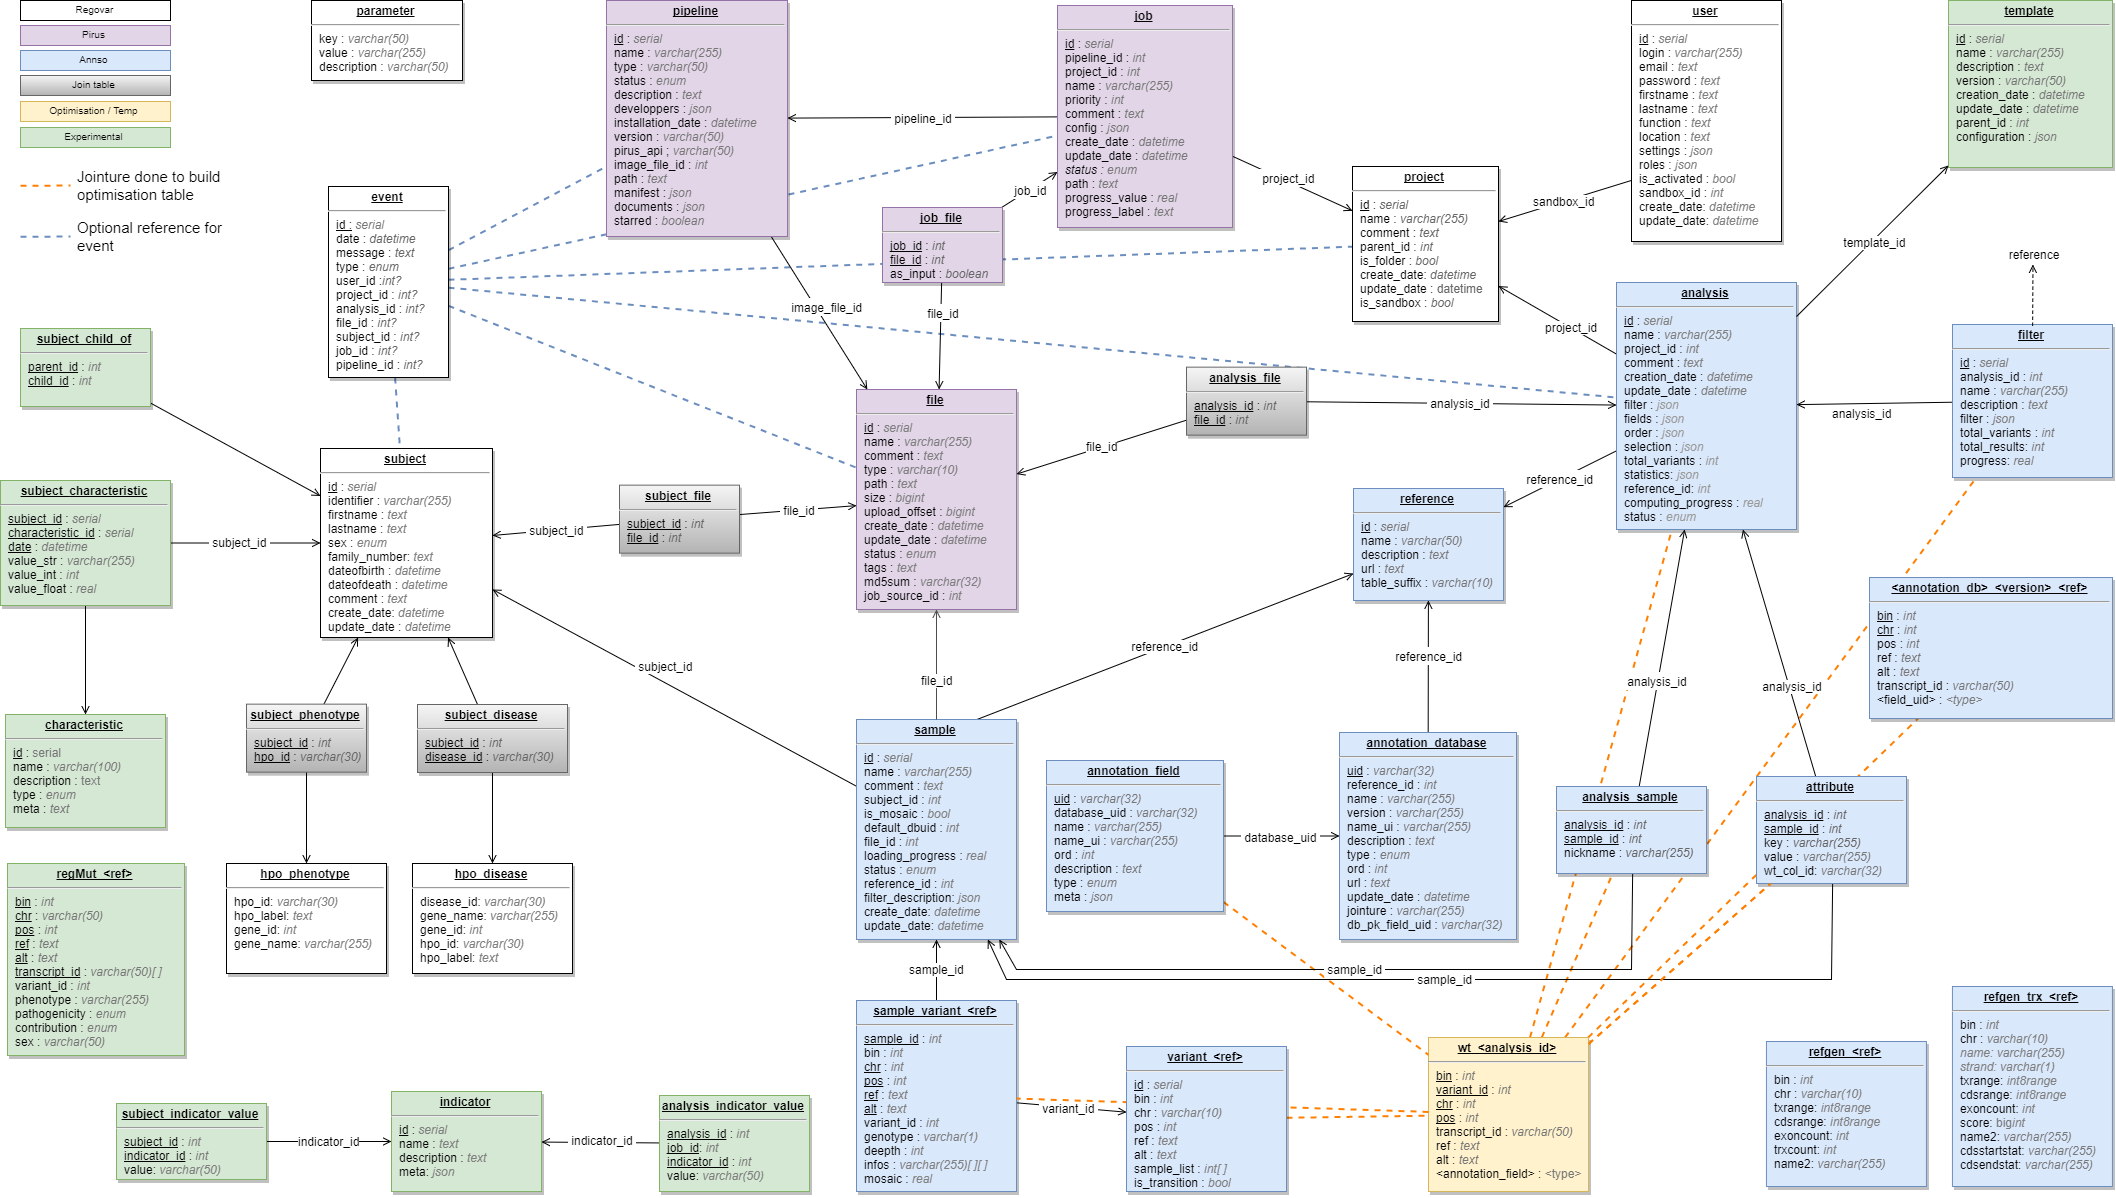 Regovar
Pirus
Annso
Join table
Optimisation / Temp
Experimental
Jointure done to build
optimisation table
Optional reference for
event
parameter
key : varchar(50)
value : varchar(255)
description : varchar(50)
pipeline
id : serial
name : varchar(255)
type : varchar(50)
status : enum
description : text
developpers : json
installation_date : datetime
version : varchar(50)
pirus_api ; varchar(50)
image_file_id : int
path : text
manifest : json
documents : json
starred : boolean
job
id : serial
pipeline_id : int
project_id : int
name : varchar(255)
priority : int
comment : text
config : json
create_date : datetime
update_date : datetime
status : enum
path : text
progress_value : real
progress_label : text
user
id : serial
login : varchar(255)
email : text
password : text
firstname : text
lastname : text
function : text
location : text
settings : json
roles : json
is_activated : bool
sandbox_id : int
create_date: datetime
update_date: datetime
template
id : serial
name : varchar(255)
description : text
version : varchar(50)
creation_date : datetime
update_date : datetime
parent_id : int
configuration : json
pipeline_id
job_id
project_id
sandbox_id
template_id
reference
event
id : serial
date : datetime
message : text
type : enum
user_id :int?
project_id : int?
analysis_id : int?
file_id : int?
subject_id : int?
job_id : int?
pipeline_id : int?
job_file
job_id : int
file_id : int
as_input : boolean
project
id : serial
name : varchar(255)
comment : text
parent_id : int
is_folder : bool
create_date: datetime
update_date : datetime
is_sandbox : bool
image_file_id
file_id
project_id
analysis
id : serial
name : varchar(255)
project_id : int
comment : text
creation_date : datetime
update_date : datetime
filter : json
fields : json
order : json
selection : json
total_variants : int
statistics: json
reference_id: int
computing_progress : real
status : enum
filter
id : serial
analysis_id : int
name : varchar(255)
description : text
filter : json
total_variants : int
total_results: int
progress: real
analysis_id
analysis_id
subject_child_of
parent_id : int
child_id : int
analysis_file
analysis_id : int
file_id : int
file_id
reference_id
file
id : serial
name : varchar(255)
comment : text
type : varchar(10)
path : text
size : bigint
upload_offset : bigint
create_date : datetime
update_date : datetime
status : enum
tags : text
md5sum : varchar(32)
job_source_id : int
subject
id : serial
identifier : varchar(255)
firstname : text
lastname : text
sex : enum
family_number: text
dateofbirth : datetime
dateofdeath : datetime
comment : text
create_date: datetime
update_date : datetime
subject_characteristic
subject_id : serial
characteristic_id : serial
date : datetime
value_str : varchar(255)
value_int : int
value_float : real
subject_id
subject_file
subject_id : int
file_id : int
subject_id
file_id
reference
id : serial
name : varchar(50)
description : text
url : text
table_suffix : varchar(10)
<annotation_db>_<version>_<ref>
bin : int
chr : int
pos : int
ref : text
alt : text
transcript_id : varchar(50)
<field_uid> : <type>
subject_id
file_id
reference_id
reference_id
analysis_id
analysis_id
characteristic
id : serial
name : varchar(100)
description : text
type : enum
meta : text
subject_phenotype
subject_id : int
hpo_id : varchar(30)
subject_disease
subject_id : int
disease_id : varchar(30)
sample
id : serial
name : varchar(255)
comment : text
subject_id : int
is_mosaic : bool
default_dbuid : int
file_id : int
loading_progress : real
status : enum
reference_id : int
filter_description: json
create_date: datetime
update_date: datetime
annotation_field
uid : varchar(32)
database_uid : varchar(32)
name : varchar(255)
name_ui : varchar(255)
ord : int
description : text
type : enum
meta : json
database_uid
annotation_database
uid : varchar(32)
reference_id : int
name : varchar(255)
version : varchar(255)
name_ui : varchar(255)
description : text
type : enum
ord : int
url : text
update_date : datetime
jointure : varchar(255)
db_pk_field_uid : varchar(32)
analysis_sample
analysis_id : int
sample_id : int
nickname : varchar(255)
attribute
analysis_id : int
sample_id : int
key : varchar(255)
value : varchar(255)
wt_col_id: varchar(32)
regMut_<ref>
bin : int
chr : varchar(50)
pos : int
ref : text
alt : text
transcript_id : varchar(50)[ ]
variant_id : int
phenotype : varchar(255)
pathogenicity : enum
contribution : enum
sex : varchar(50)
hpo_phenotype
hpo_id: varchar(30)
hpo_label: text
gene_id: int
gene_name: varchar(255)
hpo_disease
disease_id: varchar(30)
gene_name: varchar(255)
gene_id: int
hpo_id: varchar(30)
hpo_label: text
sample_id
sample_id
sample_id
sample_variant_<ref>
sample_id : int
bin : int
chr : int
pos : int
ref : text
alt : text
variant_id : int
genotype : varchar(1)
deepth : int
infos : varchar(255)[ ][ ]
mosaic : real
variant_id
variant_<ref>
id : serial
bin : int
chr : varchar(10)
pos : int
ref : text
alt : text
sample_list : int[ ]
is_transition : bool
wt_<analysis_id>
bin : int
variant_id : int
chr : int
pos : int
transcript_id : varchar(50)
ref : text
alt : text
<annotation_field> : <type>
refgen_<ref>
bin : int
chr : varchar(10)
txrange: int8range
cdsrange: int8range
exoncount: int
trxcount: int
name2: varchar(255)
refgen_trx_<ref>
bin : int
chr : varchar(10)
name: varchar(255)
strand: varchar(1)
txrange: int8range
cdsrange: int8range
exoncount: int
score: bigint
name2: varchar(255)
cdsstartstat: varchar(255)
cdsendstat: varchar(255)
subject_indicator_value
subject_id : int
indicator_id : int
value: varchar(50)
indicator_id
indicator
id : serial
name : text
description : text
meta: json
indicator_id
analysis_indicator_value
analysis_id : int
job_id: int
indicator_id : int
value: varchar(50)